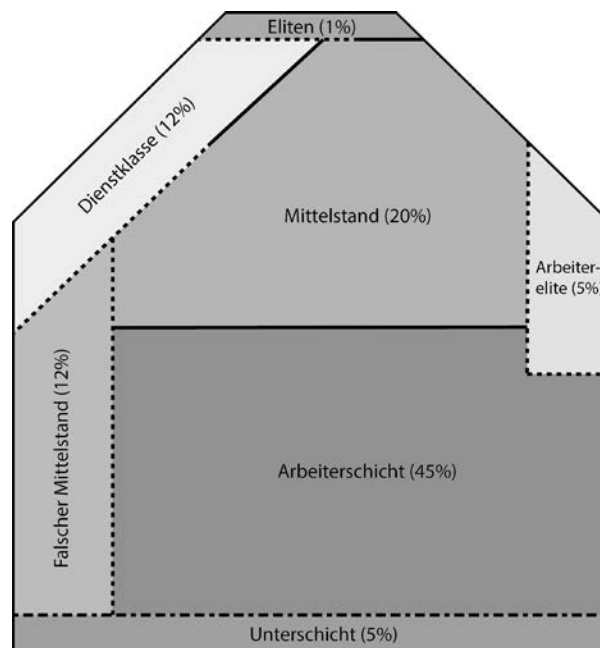 Eliten (1%)
Dienstklasse (12%)
Mittelstand (20%)
Arbeiter-
elite (5%)
Falscher Mittelstand (12%)
Arbeiterschicht (45%)
Unterschicht (5%)